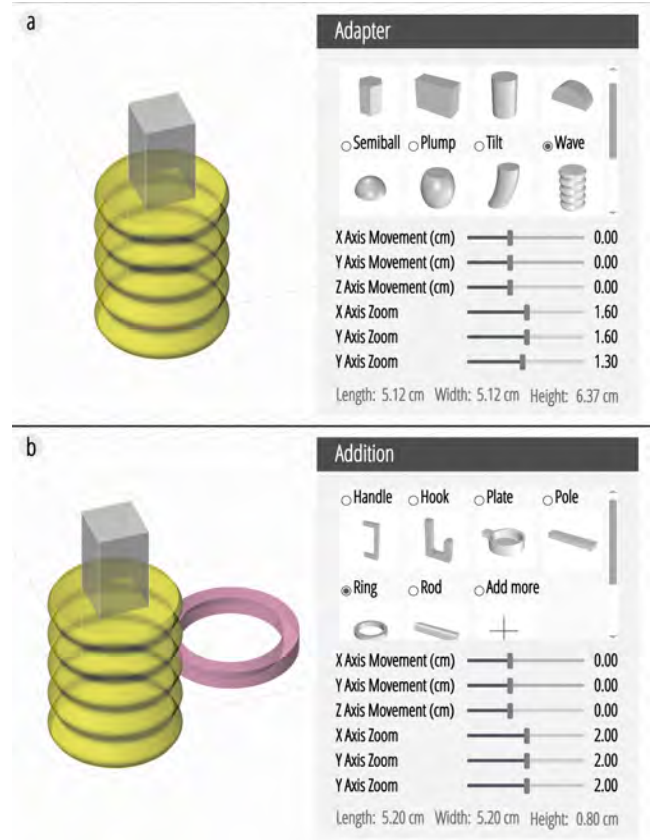 a
Adapter
Semiball Plump Tilt Wave
X Axis Movement (cm) 0.00
Y Axis Movement (cm) 0.00
Z Axis Movement (cm) 0.00
X Axis Zoom 1.60
Y Axis Zoom 1.60
Y Axis Zoom 1.30
Length: 5.12 cm Width: 5.12 cm Height: 6.37 cm
b
Addition
Handle Hook Plate Pole
Ring Rod Add more
X Axis Movement (cm) 0.00
Y Axis Movement (cm) 0.00
Z Axis Movement (cm) 0.00
X Axis Zoom 2.00
Y Axis Zoom 2.00
Y Axis Zoom 2.00
Length: 5.20 cm Width: 5.20 cm Height: 0.80 cm